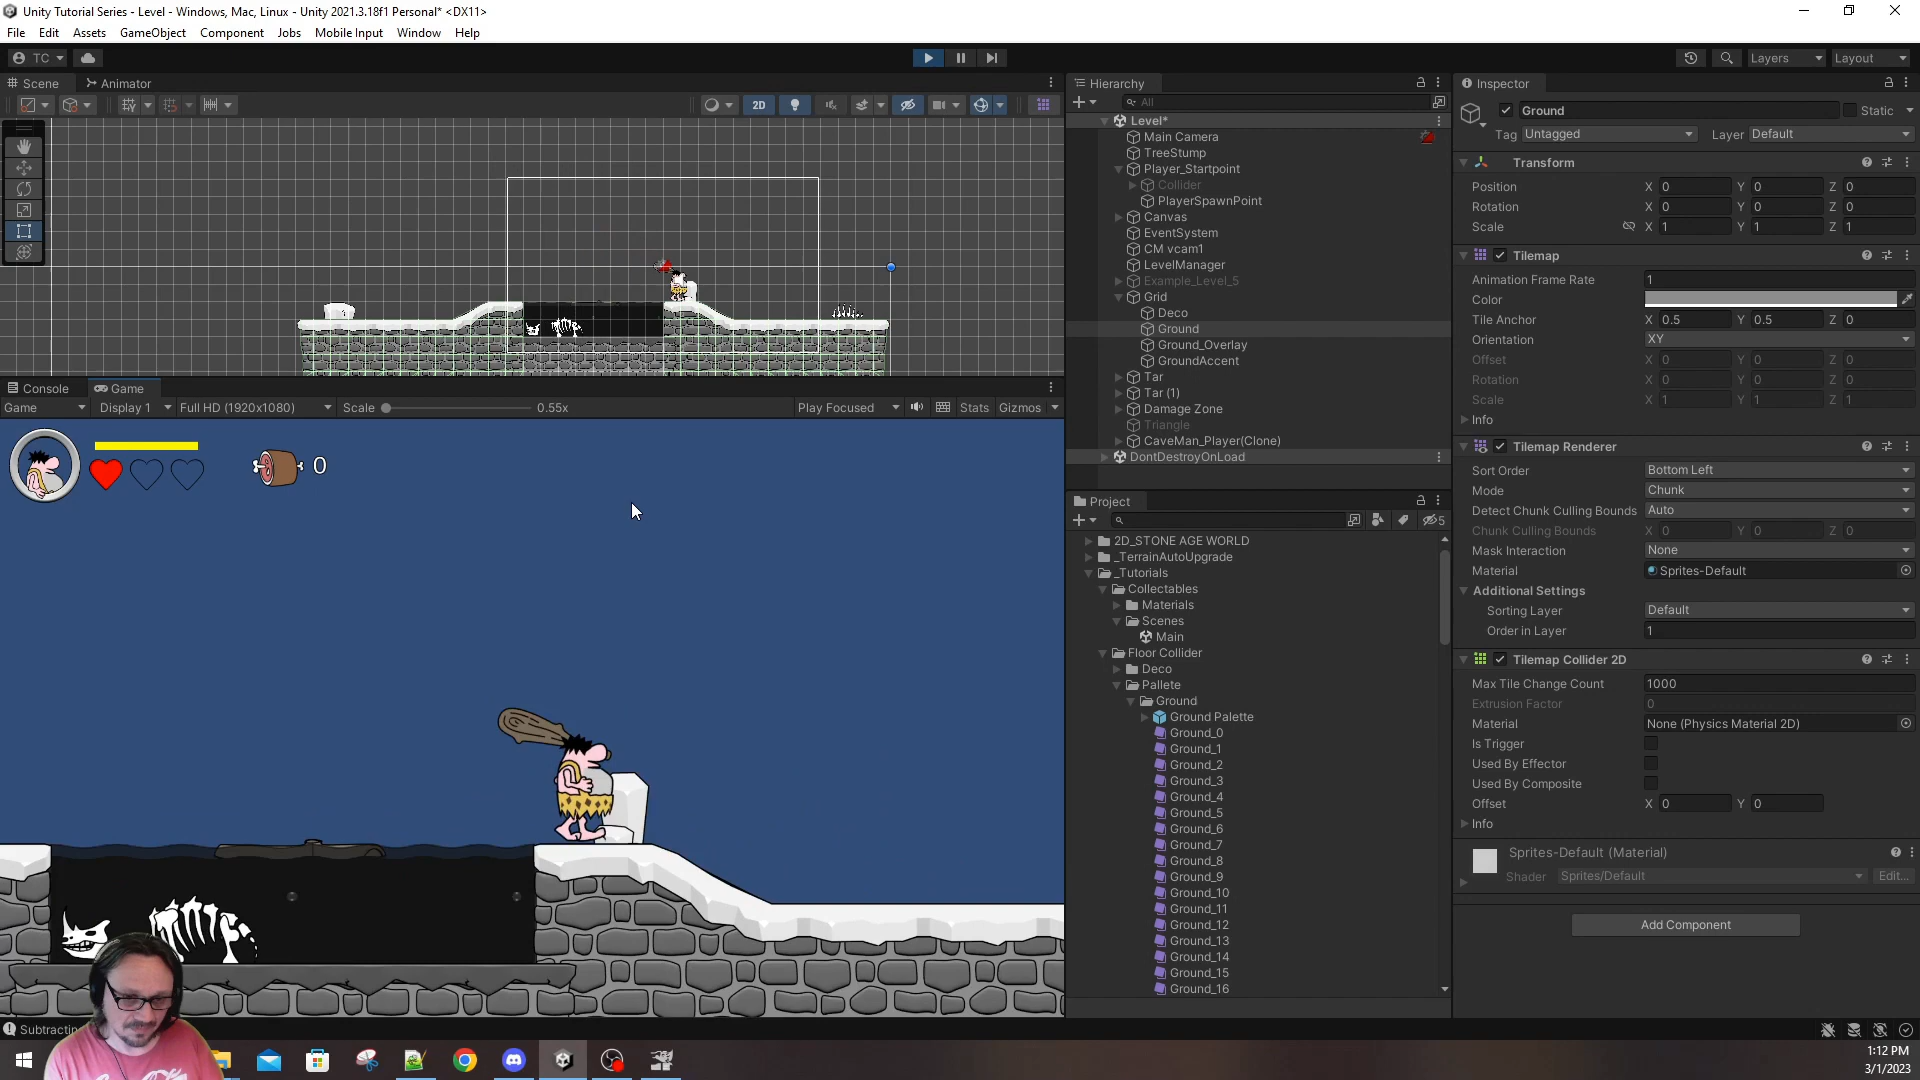 Unity Tutorial Series - Level - Windows, Mac, Linux - Unity 2021.3.18f1 Personal* <DX11>
File Edit Assets GameObject Component Jobs Mobile Input Window Help
TC
Layers
Layout
Scene
Animator
2D
Console
Game
Game
Display 1
Full HD (1920x1080)
Scale
0.55x
Play Focused
Stats
Gizmos
0
Subtractin
Hierarchy
All
Level*
Main Camera
TreeStump
Player_Startpoint
Collider
PlayerSpawnPoint
Canvas
EventSystem
CM vcam1
LevelManager
Example_Level_5
Grid
Deco
Ground
Ground_Overlay
GroundAccent
Tar
Tar (1)
Damage Zone
Triangle
CaveMan_Player(Clone)
DontDestroyOnLoad
Project
5
2D_STONE AGE WORLD
_TerrainAutoUpgrade
_Tutorials
Collectables
Materials
Scenes
Main
Floor Collider
Deco
Pallete
Ground
Ground Palette
Ground_0
Ground_1
Ground_2
Ground_3
Ground_4
Ground_5
Ground_6
Ground_7
Ground_8
Ground_9
Ground_10
Ground_11
Ground_12
Ground_13
Ground_14
Ground_15
Ground_16
Inspector
Ground
Static
Tag Untagged
Layer Default
Transform
Position X 0 Y 0 Z 0
Rotation X 0 Y 0 Z 0
Scale X 1 Y 1 Z 1
Tilemap
Animation Frame Rate 1
Color
Tile Anchor X 0.5 Y 0.5 Z 0
Orientation XY
Offset X 0 Y 0 Z 0
Rotation X 0 Y 0 Z 0
Scale X 1 Y 1 Z 1
Info
Tilemap Renderer
Sort Order Bottom Left
Mode Chunk
Detect Chunk Culling Bounds Auto
Chunk Culling Bounds X 0 Y 0 Z 0
Mask Interaction None
Material Sprites-Default
Additional Settings
Sorting Layer Default
Order in Layer 1
Tilemap Collider 2D
Max Tile Change Count 1000
Extrusion Factor 0
Material None (Physics Material 2D)
Is Trigger
Used By Effector
Used By Composite
Offset X 0 Y 0
Info
Sprites-Default (Material)
Shader Sprites/Default Edit...
Add Component
1:12 PM
3/1/2023